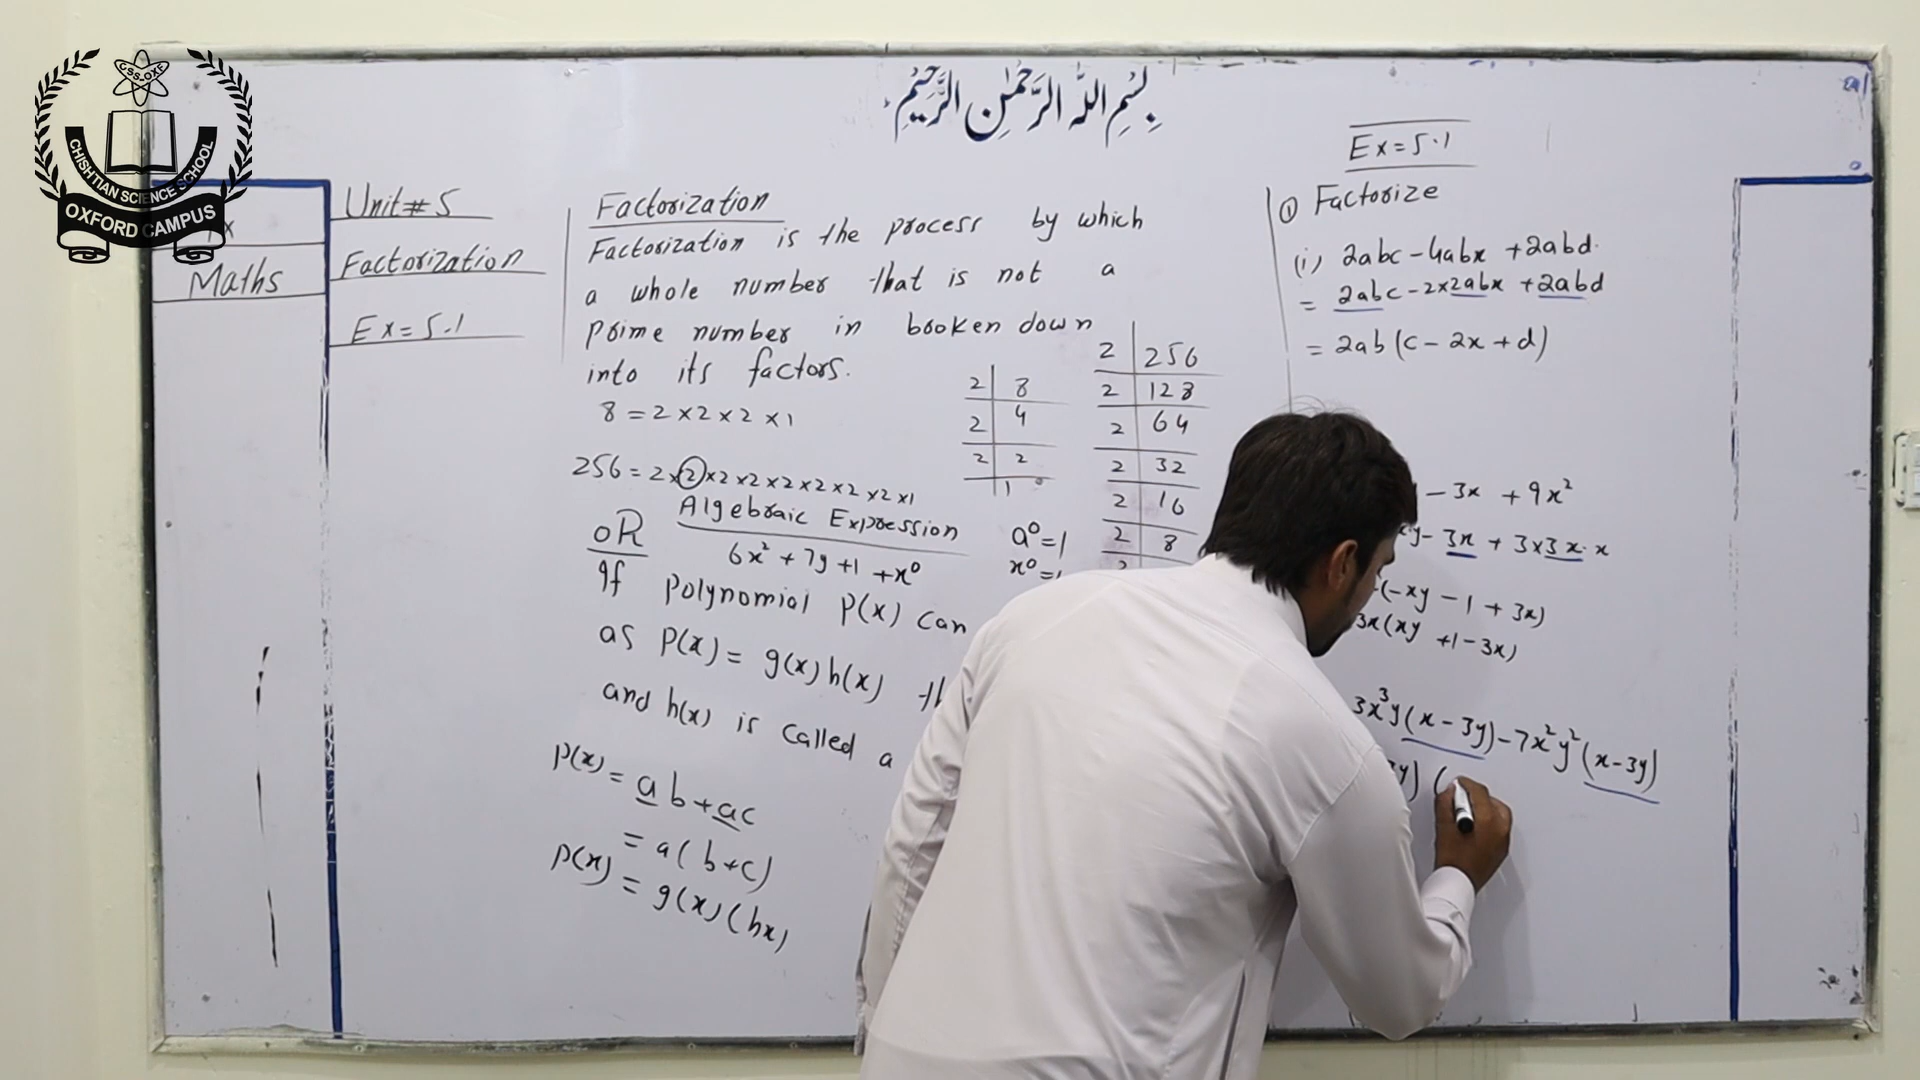 بِسْمِ اللّٰهِ الرَّحْمٰنِ الرَّحِيْمِ
CSS-OXF
CHISHTIAN SCIENCE SCHOOL
OXFORD CAMPUS
Maths
Unit # 5
Factorization
Ex = 5.1
Factorization
Factorization is the process by which
a whole number that is not a
prime number in broken down
into its factors.
8 = 2 × 2 × 2 × 1
2 | 8
2 | 4
2 | 2
1
2 | 256
2 | 128
2 | 64
2 | 32
2 | 16
2 | 8
256 = 2 × 2 × 2 × 2 × 2 × 2 × 2 × 2 × 1
Algebraic Expression
6x² + 7y + 1 + x⁰
a⁰ = 1
x⁰ =
oR
If polynomial p(x) can
as p(x) = g(x) h(x)
and h(x) is called a
p(x) = ab + ac
= a(b+c)
p(x) = g(x) (hx)
Ex = 5.1
① Factorize
(i) 2abc - 4abx + 2abd.
= 2abc - 2×2abx + 2abd
= 2ab(c - 2x + d)
- 3x + 9x²
y - 3x + 3×3x·x
(-xy - 1 + 3x)
3x(xy + 1 - 3x)
3x³y(x - 3y) - 7x²y²(x - 3y)
y) (